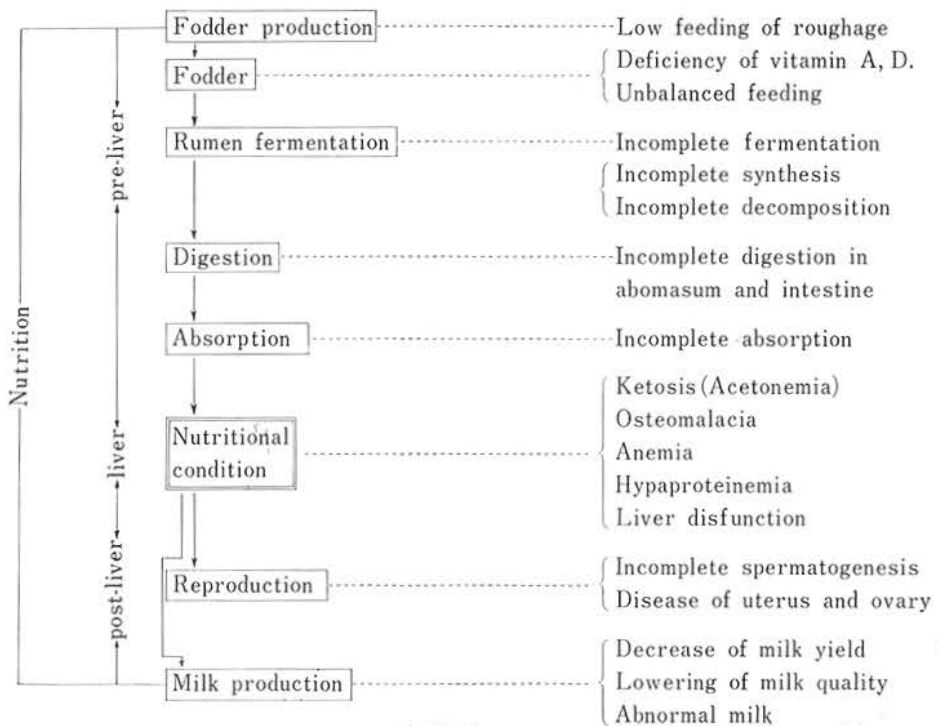 Fodder production
Low feeding of roughage
Fodder
Deficiency of vitamin A, D.
Unbalanced feeding
Rumen fermentation
Incomplete fermentation
Incomplete synthesis
Incomplete decomposition
Digestion
Incomplete digestion in
abomasum and intestine
Absorption
Incomplete absorption
Nutritional
condition
Ketosis (Acetonemia)
Osteomalacia
Anemia
Hypaproteinemia
Liver disfunction
Reproduction
Incomplete spermatogenesis
Disease of uterus and ovary
Milk production
Decrease of milk yield
Lowering of milk quality
Abnormal milk
Nutrition
pre-liver
liver
post-liver